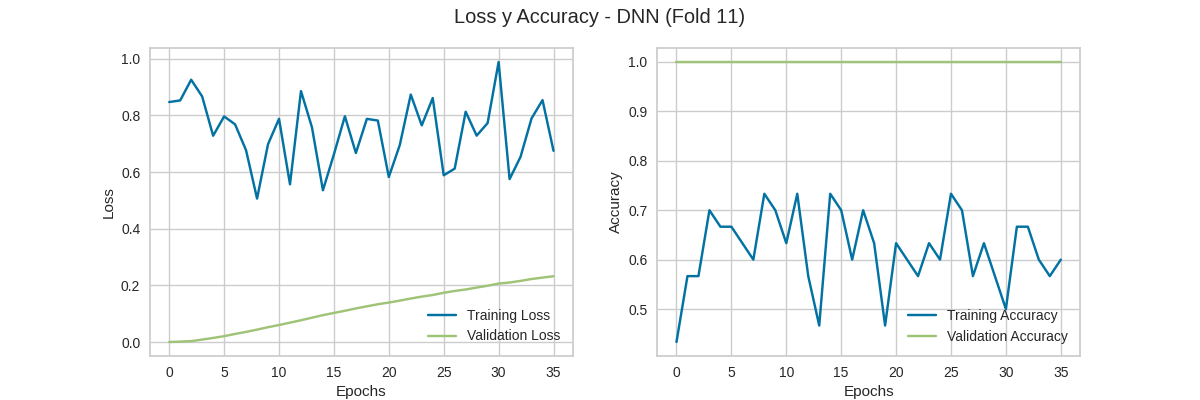 Loss y Accuracy - DNN (Fold 11)
1.0
0.8
0.6
0.4
0.2
0.0
Loss
0 5 10 15 20 25 30 35
Epochs
Training Loss
Validation Loss
1.0
0.9
0.8
0.7
0.6
0.5
Accuracy
0 5 10 15 20 25 30 35
Epochs
Training Accuracy
Validation Accuracy